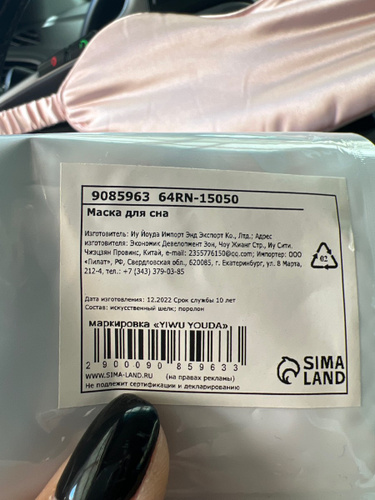 9085963 64RN-15050
Маска для сна
Изготовитель: Иу Йоуда Импорт Энд Экспорт Ко., Лтд.; Адрес
изготовителя: Экономик Девелопмент Зон, Чоу Жианг Стр., Иу Сити,
Чжэцзян Провинс, Китай, e-mail: 2355776150@qq.com; Импортер: ООО
«Пилат», РФ, Свердловская обл., 620085, г. Екатеринбург, ул. 8 Марта,
212-4, тел.: +7 (343) 379-03-85
02
Дата изготовления: 12.2022 Срок службы 10 лет
Состав: искусственный шелк; поролон
маркировка «YIWU YOUDA»
2 900090 859633
WWW.SIMA-LAND.RU (на правах рекламы)
Не подлежит сертификации и декларированию
SIMA
LAND